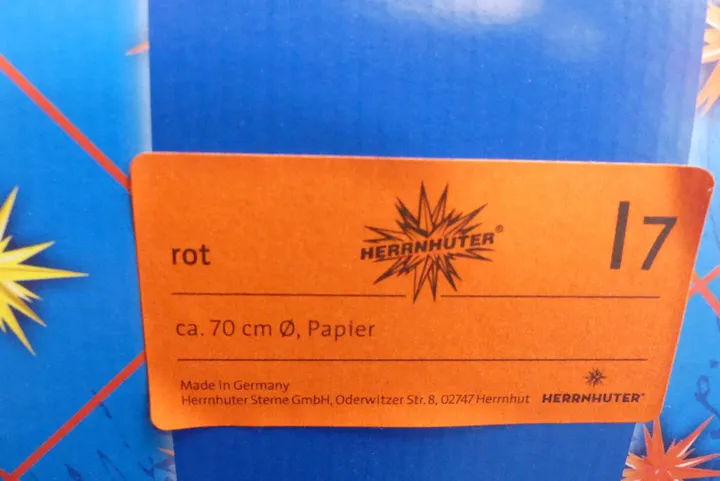 rot
HERRNHUTER®
I7
ca. 70 cm Ø, Papier
Made in Germany
Herrnhuter Sterne GmbH, Oderwitzer Str. 8, 02747 Herrnhut
HERRNHUTER®